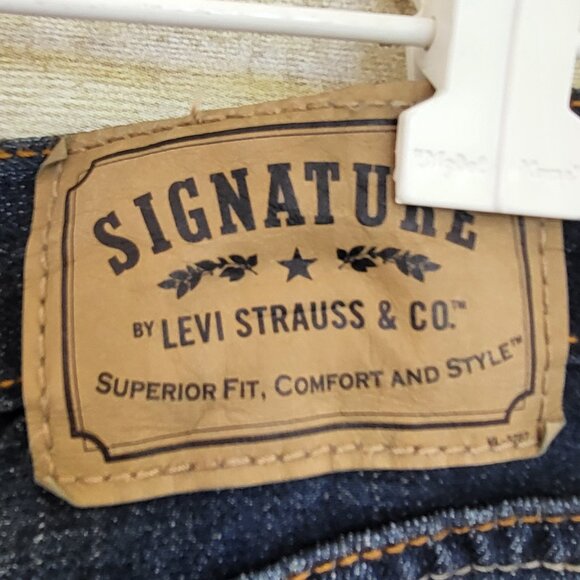 SIGNATURE
BY LEVI STRAUSS & CO.™
SUPERIOR FIT, COMFORT AND STYLE™